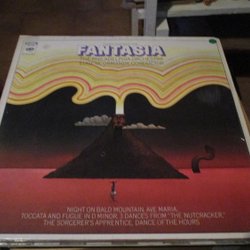 FANTASIA
THE PHILADELPHIA ORCHESTRA
EUGENE ORMANDY, CONDUCTOR
NIGHT ON BALD MOUNTAIN, AVE MARIA,
TOCCATA AND FUGUE IN D MINOR, 3 DANCES FROM "THE NUTCRACKER,"
THE SORCERER'S APPRENTICE, DANCE OF THE HOURS